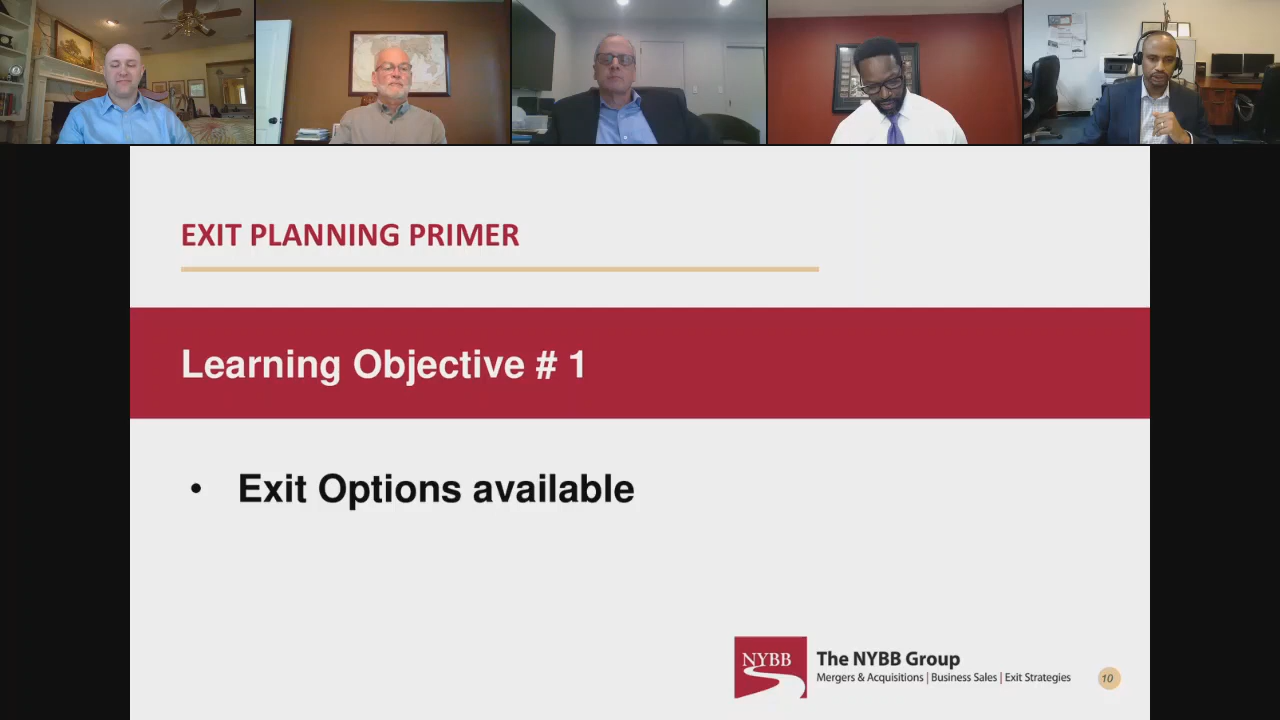 EXIT PLANNING PRIMER
Learning Objective # 1
• Exit Options available
NYBB
The NYBB Group
Mergers & Acquisitions | Business Sales | Exit Strategies
10